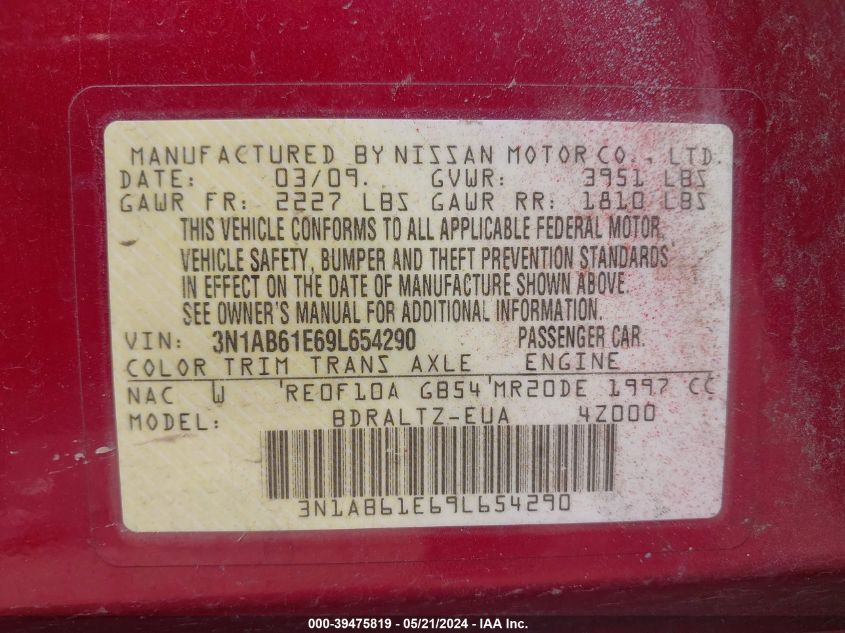 MANUFACTURED BY NISSAN MOTOR CO., LTD.
DATE: 03/09. GVWR: 3951 LBS
GAWR FR: 2227 LBS GAWR RR: 1810 LBS
THIS VEHICLE CONFORMS TO ALL APPLICABLE FEDERAL MOTOR
VEHICLE SAFETY, BUMPER AND THEFT PREVENTION STANDARDS
IN EFFECT ON THE DATE OF MANUFACTURE SHOWN ABOVE.
SEE OWNER'S MANUAL FOR ADDITIONAL INFORMATION.
VIN: 3N1AB61E69L654290 PASSENGER CAR.
COLOR TRIM TRANS AXLE ENGINE
NAC W RE0F10A GB54 MR20DE 1997 CC
MODEL: BDRALTZ-EUA 4Z000
3N1AB61E69L654290
000-39475819 - 05/21/2024 - IAA Inc.